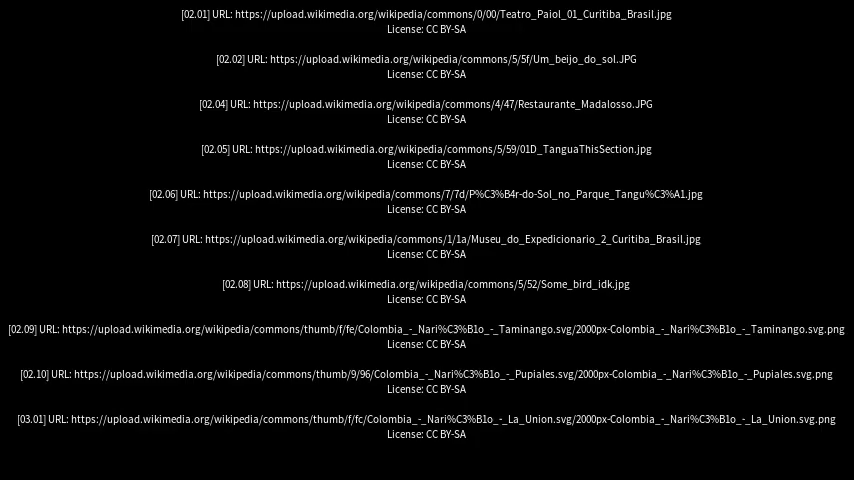 [02.01] URL: https://upload.wikimedia.org/wikipedia/commons/0/00/Teatro_Paiol_01_Curitiba_Brasil.jpg
License: CC BY-SA
[02.02] URL: https://upload.wikimedia.org/wikipedia/commons/5/5f/Um_beijo_do_sol.JPG
License: CC BY-SA
[02.04] URL: https://upload.wikimedia.org/wikipedia/commons/4/47/Restaurante_Madalosso.JPG
License: CC BY-SA
[02.05] URL: https://upload.wikimedia.org/wikipedia/commons/5/59/01D_TanguaThisSection.jpg
License: CC BY-SA
[02.06] URL: https://upload.wikimedia.org/wikipedia/commons/7/7d/P%C3%B4r-do-Sol_no_Parque_Tangu%C3%A1.jpg
License: CC BY-SA
[02.07] URL: https://upload.wikimedia.org/wikipedia/commons/1/1a/Museu_do_Expedicionario_2_Curitiba_Brasil.jpg
License: CC BY-SA
[02.08] URL: https://upload.wikimedia.org/wikipedia/commons/5/52/Some_bird_idk.jpg
License: CC BY-SA
[02.09] URL: https://upload.wikimedia.org/wikipedia/commons/thumb/f/fe/Colombia_-_Nari%C3%B1o_-_Taminango.svg/2000px-Colombia_-_Nari%C3%B1o_-_Taminango.svg.png
License: CC BY-SA
[02.10] URL: https://upload.wikimedia.org/wikipedia/commons/thumb/9/96/Colombia_-_Nari%C3%B1o_-_Pupiales.svg/2000px-Colombia_-_Nari%C3%B1o_-_Pupiales.svg.png
License: CC BY-SA
[03.01] URL: https://upload.wikimedia.org/wikipedia/commons/thumb/f/fc/Colombia_-_Nari%C3%B1o_-_La_Union.svg/2000px-Colombia_-_Nari%C3%B1o_-_La_Union.svg.png
License: CC BY-SA